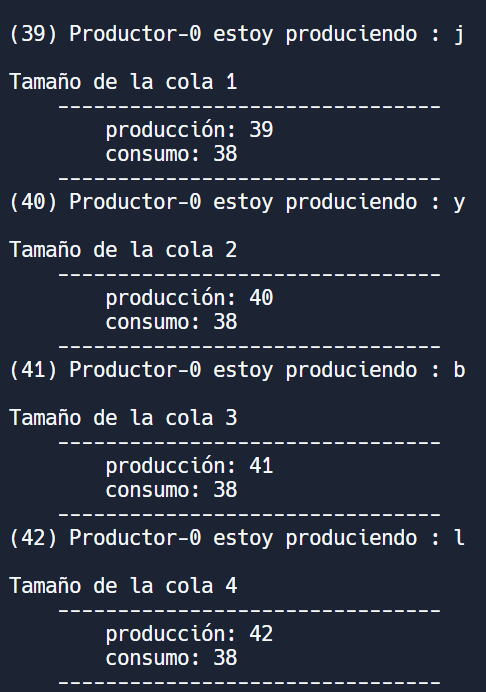 (39) Productor-0 estoy produciendo : j
Tamaño de la cola 1
--------------------------------
producción: 39
consumo: 38
--------------------------------
(40) Productor-0 estoy produciendo : y
Tamaño de la cola 2
--------------------------------
producción: 40
consumo: 38
--------------------------------
(41) Productor-0 estoy produciendo : b
Tamaño de la cola 3
--------------------------------
producción: 41
consumo: 38
--------------------------------
(42) Productor-0 estoy produciendo : l
Tamaño de la cola 4
--------------------------------
producción: 42
consumo: 38
--------------------------------